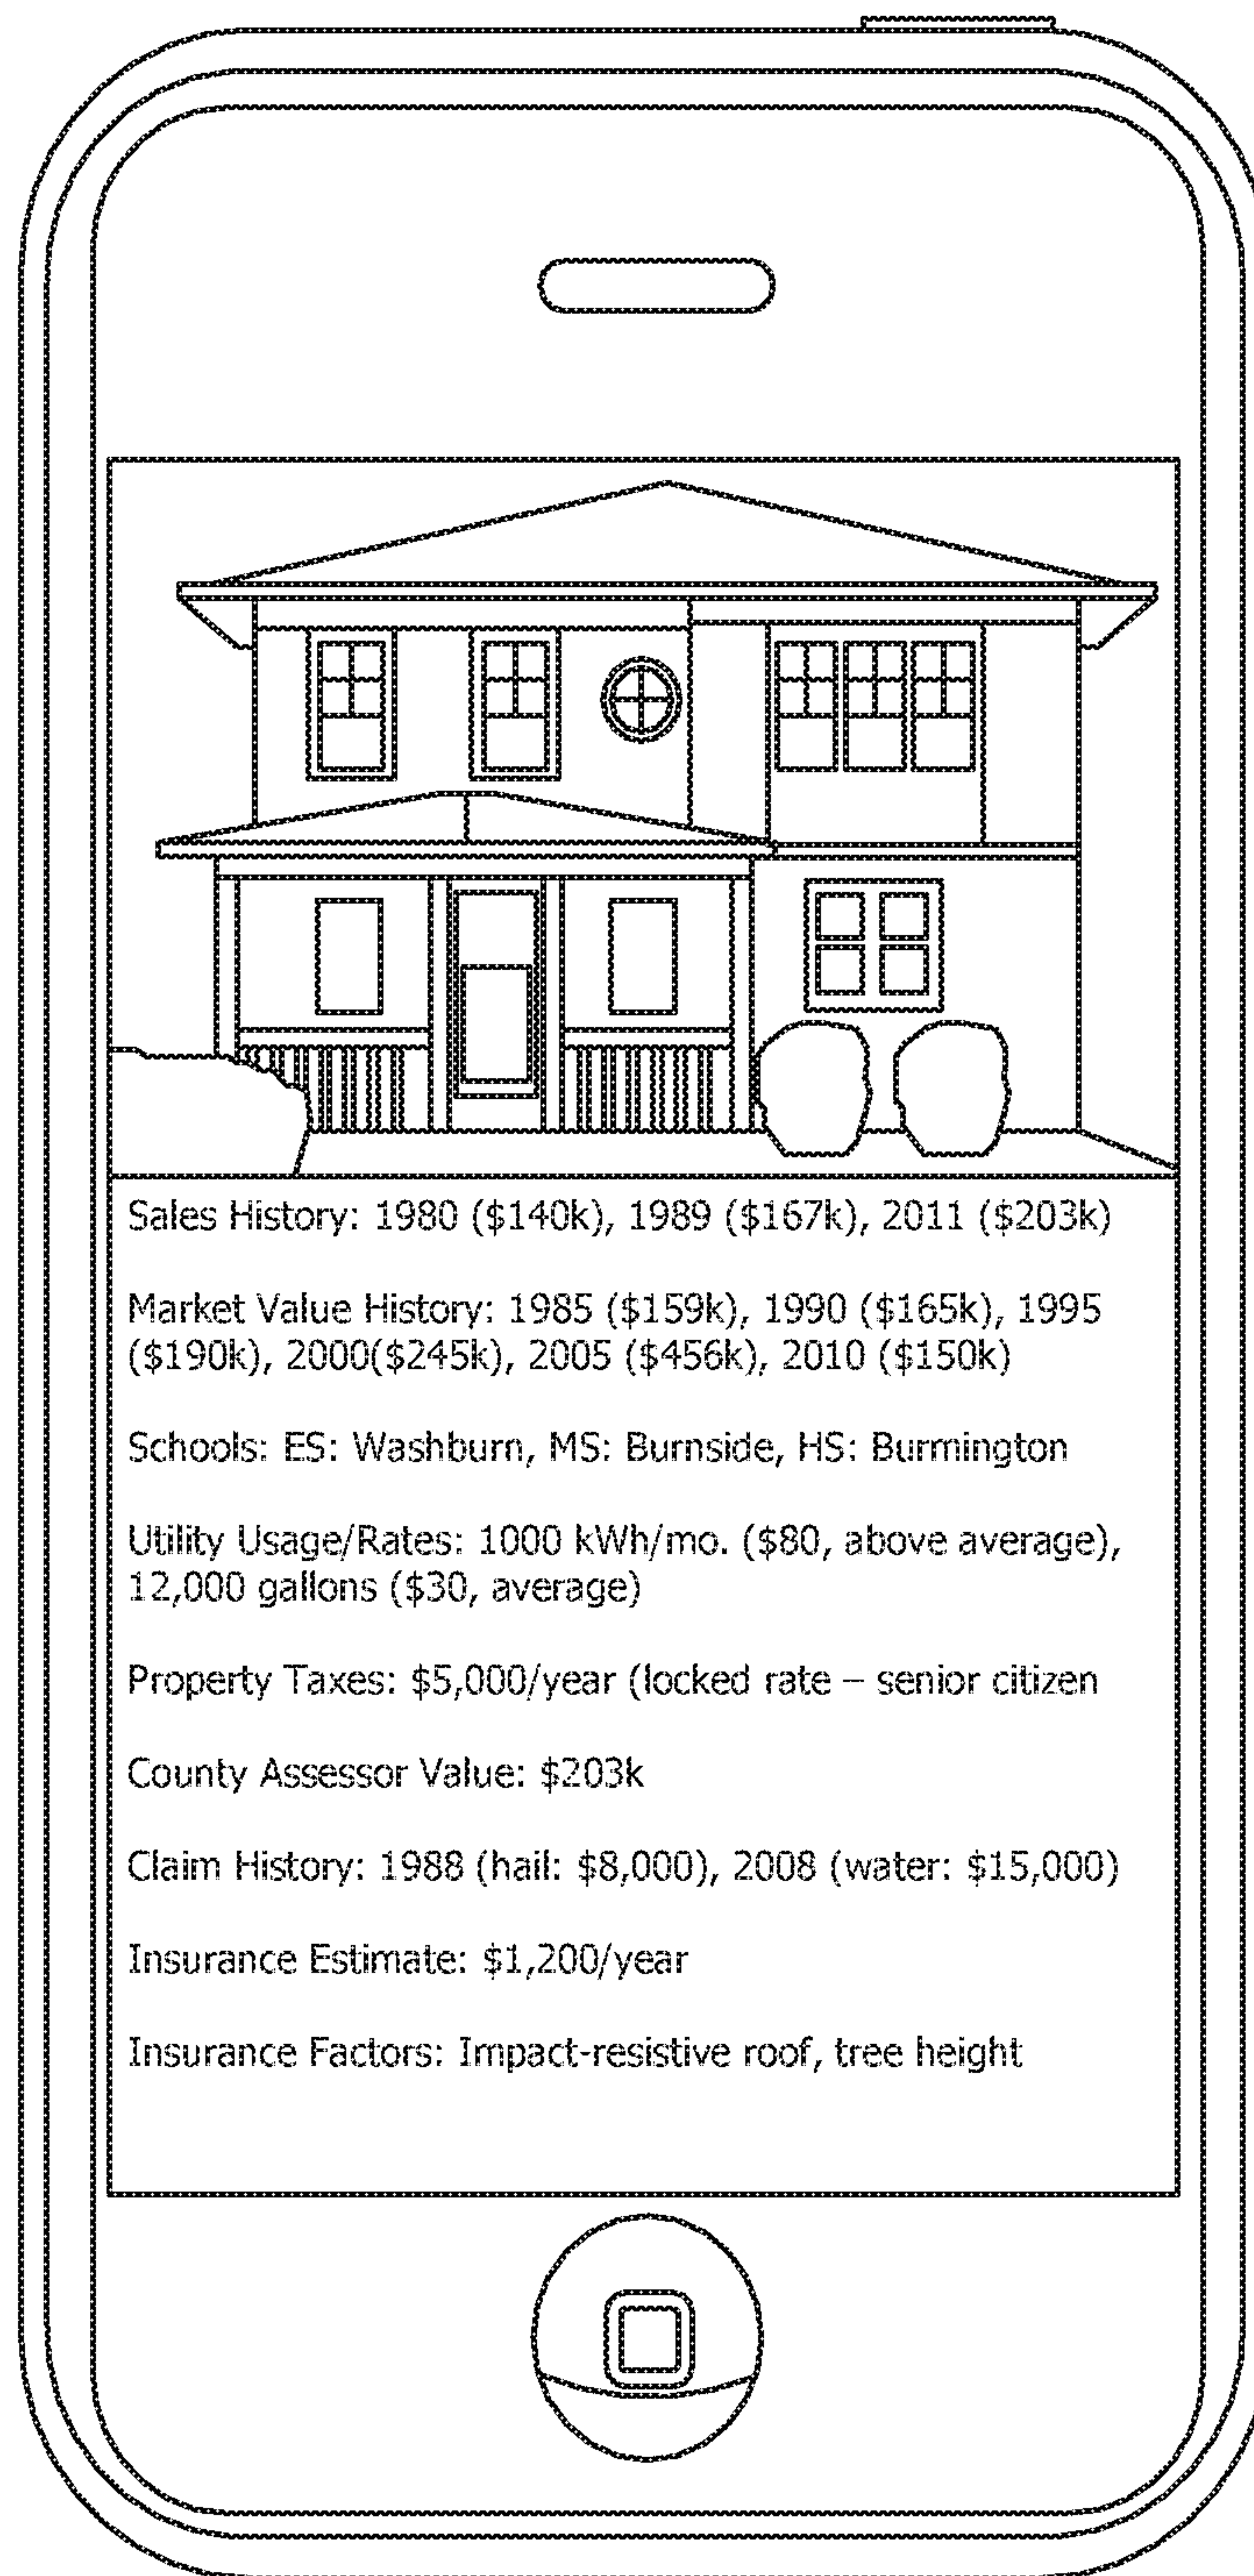 Sales History: 1980 ($140k), 1989 ($167k), 2011 ($203k)
Market Value History: 1985 ($159k), 1990 ($165k), 1995
($190k), 2000($245k), 2005 ($456k), 2010 ($150k)
Schools: ES: Washburn, MS: Burnside, HS: Burmington
Utility Usage/Rates: 1000 kWh/mo. ($80, above average),
12,000 gallons ($30, average)
Property Taxes: $5,000/year (locked rate – senior citizen
County Assessor Value: $203k
Claim History: 1988 (hail: $8,000), 2008 (water: $15,000)
Insurance Estimate: $1,200/year
Insurance Factors: Impact-resistive roof, tree height